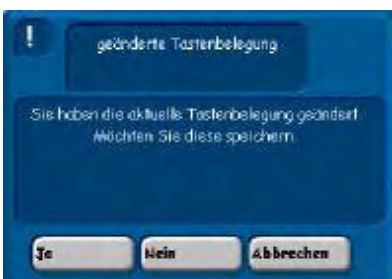 !
geänderte Tastenbelegung
Sie haben die aktuelle Tastenbelegung geändert
Möchten Sie diese speichern
Ja Nein Abbrechen